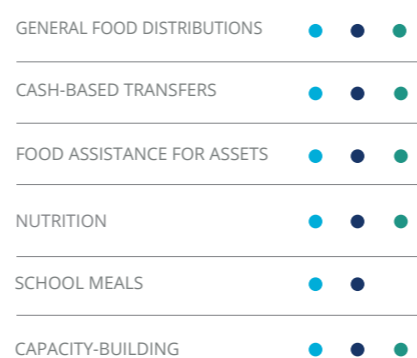 GENERAL FOOD DISTRIBUTIONS
CASH-BASED TRANSFERS
FOOD ASSISTANCE FOR ASSETS
NUTRITION
SCHOOL MEALS
CAPACITY-BUILDING